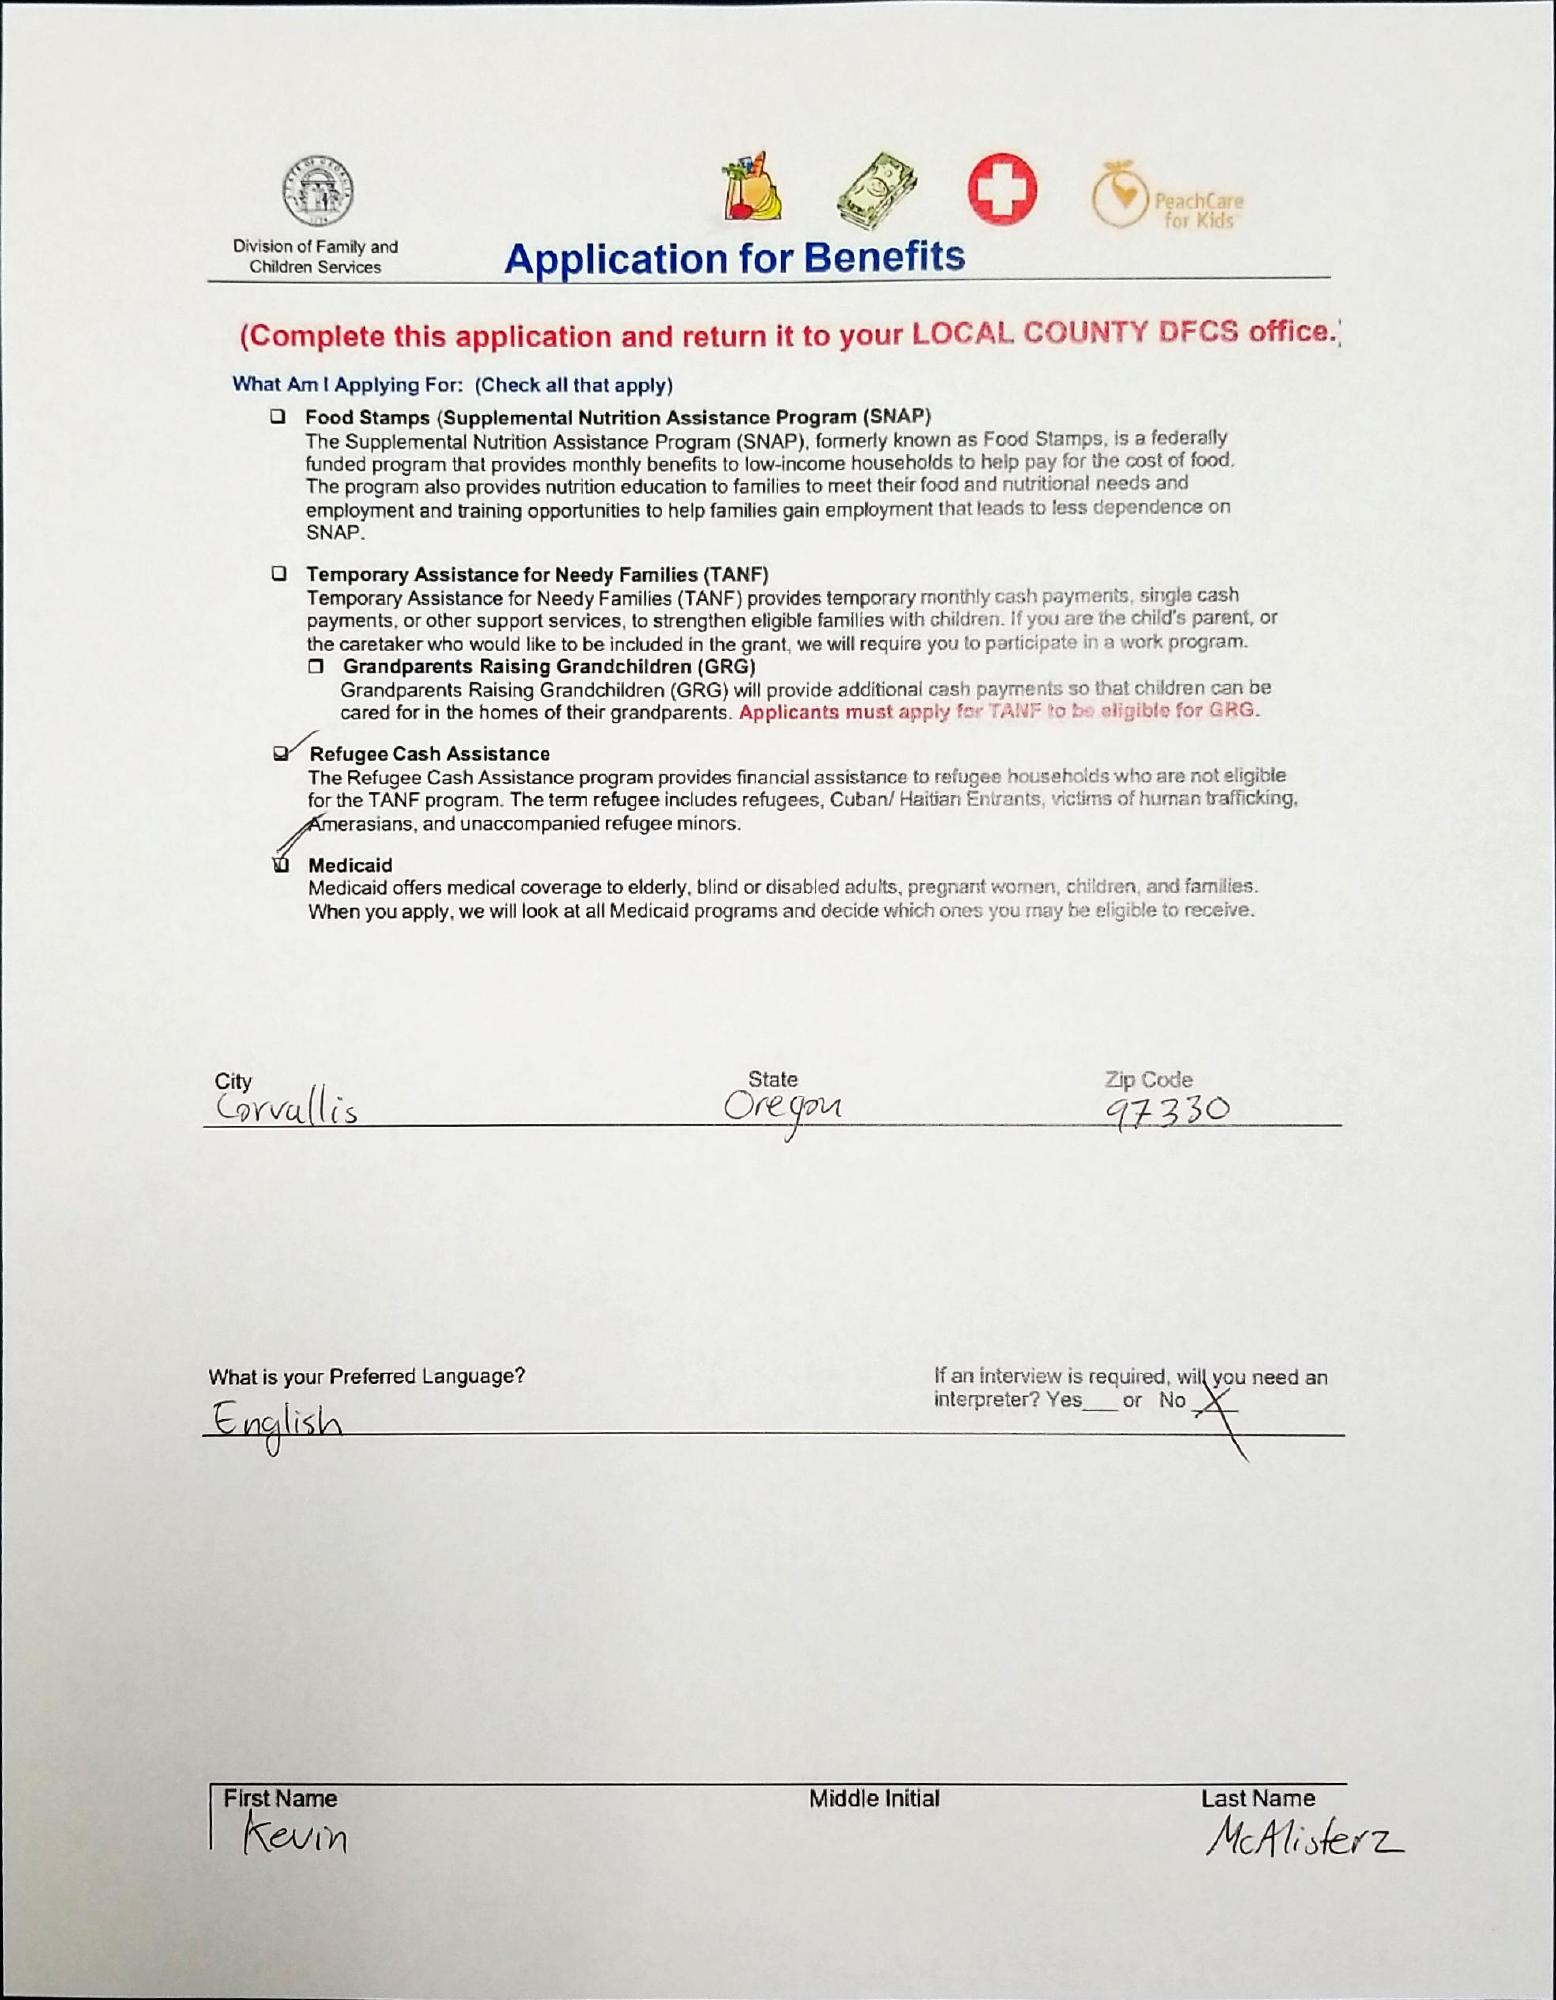 STATE OF GEORGIA
1776
PeachCare
for Kids
Division of Family and
Children Services
Application for Benefits
(Complete this application and return it to your LOCAL COUNTY DFCS office.)
What Am I Applying For: (Check all that apply)
Food Stamps (Supplemental Nutrition Assistance Program (SNAP)
The Supplemental Nutrition Assistance Program (SNAP), formerly known as Food Stamps, is a federally
funded program that provides monthly benefits to low-income households to help pay for the cost of food.
The program also provides nutrition education to families to meet their food and nutritional needs and
employment and training opportunities to help families gain employment that leads to less dependence on
SNAP.
Temporary Assistance for Needy Families (TANF)
Temporary Assistance for Needy Families (TANF) provides temporary monthly cash payments, single cash
payments, or other support services, to strengthen eligible families with children. If you are the child's parent, or
the caretaker who would like to be included in the grant, we will require you to participate in a work program.
Grandparents Raising Grandchildren (GRG)
Grandparents Raising Grandchildren (GRG) will provide additional cash payments so that children can be
cared for in the homes of their grandparents. Applicants must apply for TANF to be eligible for GRG.
Refugee Cash Assistance
The Refugee Cash Assistance program provides financial assistance to refugee households who are not eligible
for the TANF program. The term refugee includes refugees, Cuban/ Haitian Entrants, victims of human trafficking,
Amerasians, and unaccompanied refugee minors.
Medicaid
Medicaid offers medical coverage to elderly, blind or disabled adults, pregnant women, children, and families.
When you apply, we will look at all Medicaid programs and decide which ones you may be eligible to receive.
City State Zip Code
Corvallis Oregon 97330
What is your Preferred Language? If an interview is required, will you need an
interpreter? Yes___ or No X
English
First Name Middle Initial Last Name
Kevin McAlisterz